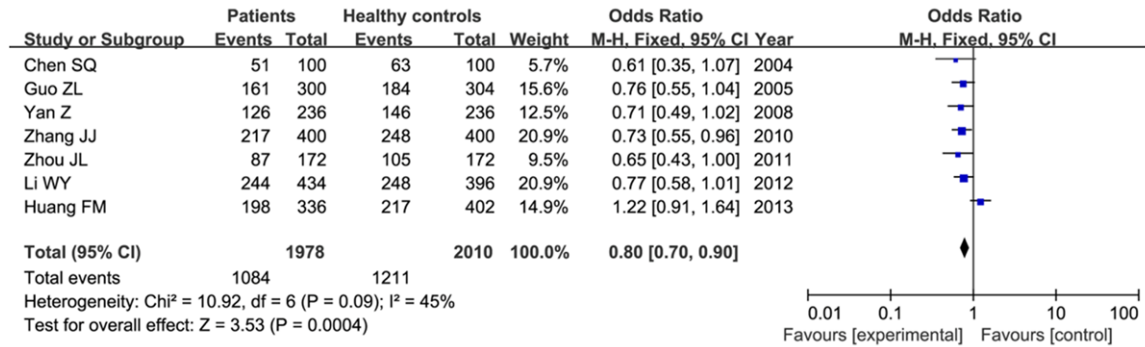 Patients Healthy controls Odds Ratio Odds Ratio
Study or Subgroup Events Total Events Total Weight M-H, Fixed, 95% CI Year M-H, Fixed, 95% CI
Chen SQ 51 100 63 100 5.7% 0.61 [0.35, 1.07] 2004
Guo ZL 161 300 184 304 15.6% 0.76 [0.55, 1.04] 2005
Yan Z 126 236 146 236 12.5% 0.71 [0.49, 1.02] 2008
Zhang JJ 217 400 248 400 20.9% 0.73 [0.55, 0.96] 2010
Zhou JL 87 172 105 172 9.5% 0.65 [0.43, 1.00] 2011
Li WY 244 434 248 396 20.9% 0.77 [0.58, 1.01] 2012
Huang FM 198 336 217 402 14.9% 1.22 [0.91, 1.64] 2013
Total (95% CI) 1978 2010 100.0% 0.80 [0.70, 0.90]
Total events 1084 1211
Heterogeneity: Chi² = 10.92, df = 6 (P = 0.09); I² = 45%
Test for overall effect: Z = 3.53 (P = 0.0004)
0.01 0.1 1 10 100
Favours [experimental] Favours [control]